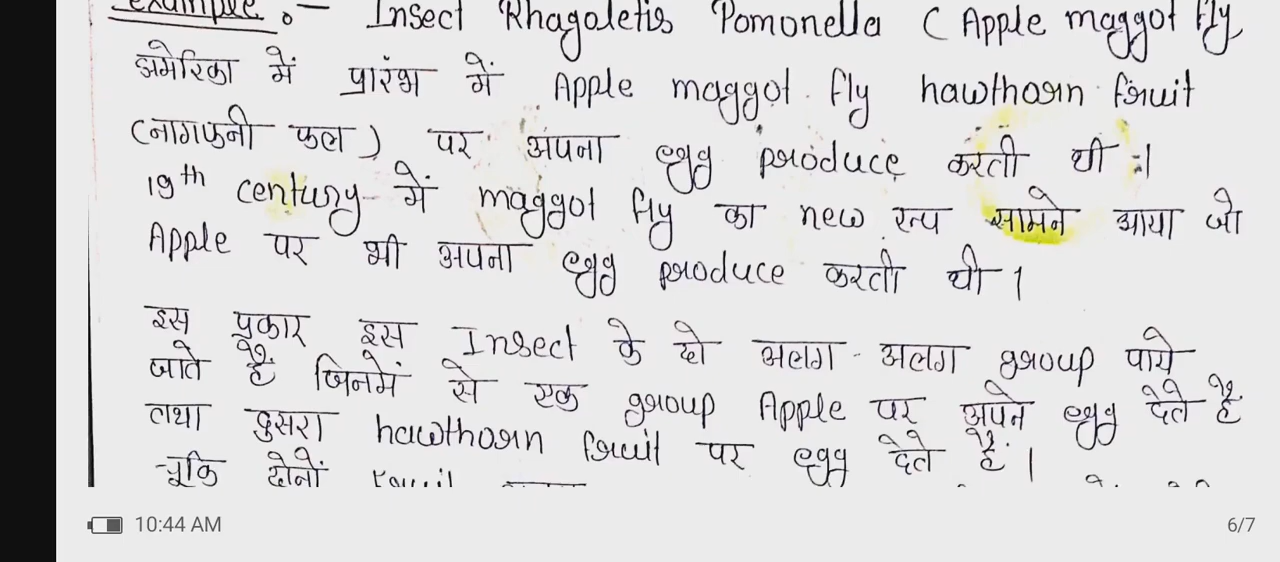 example :- Insect Rhagoletis Pomonella ( Apple maggot fly
अमेरिका में प्रारंभ में Apple maggot fly hawthorn fruit
(नागफनी फल) पर अपना egg produce करती थी ।
19th century में maggot fly का new रूप सामने आया जो
Apple पर भी अपना egg produce करती थी ।
इस प्रकार इस Insect के दो अलग - अलग group पाये
जाते है जिनमें से एक group Apple पर अपने egg देते है
तथा दुसरा hawthorn fruit पर egg देते है ।
चूकि दोनों
10:44 AM
6/7